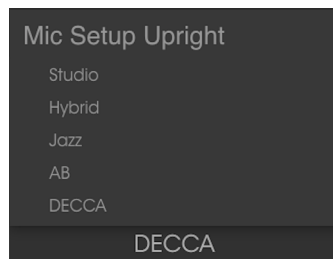 Mic Setup Upright
Studio
Hybrid
Jazz
AB
DECCA
DECCA